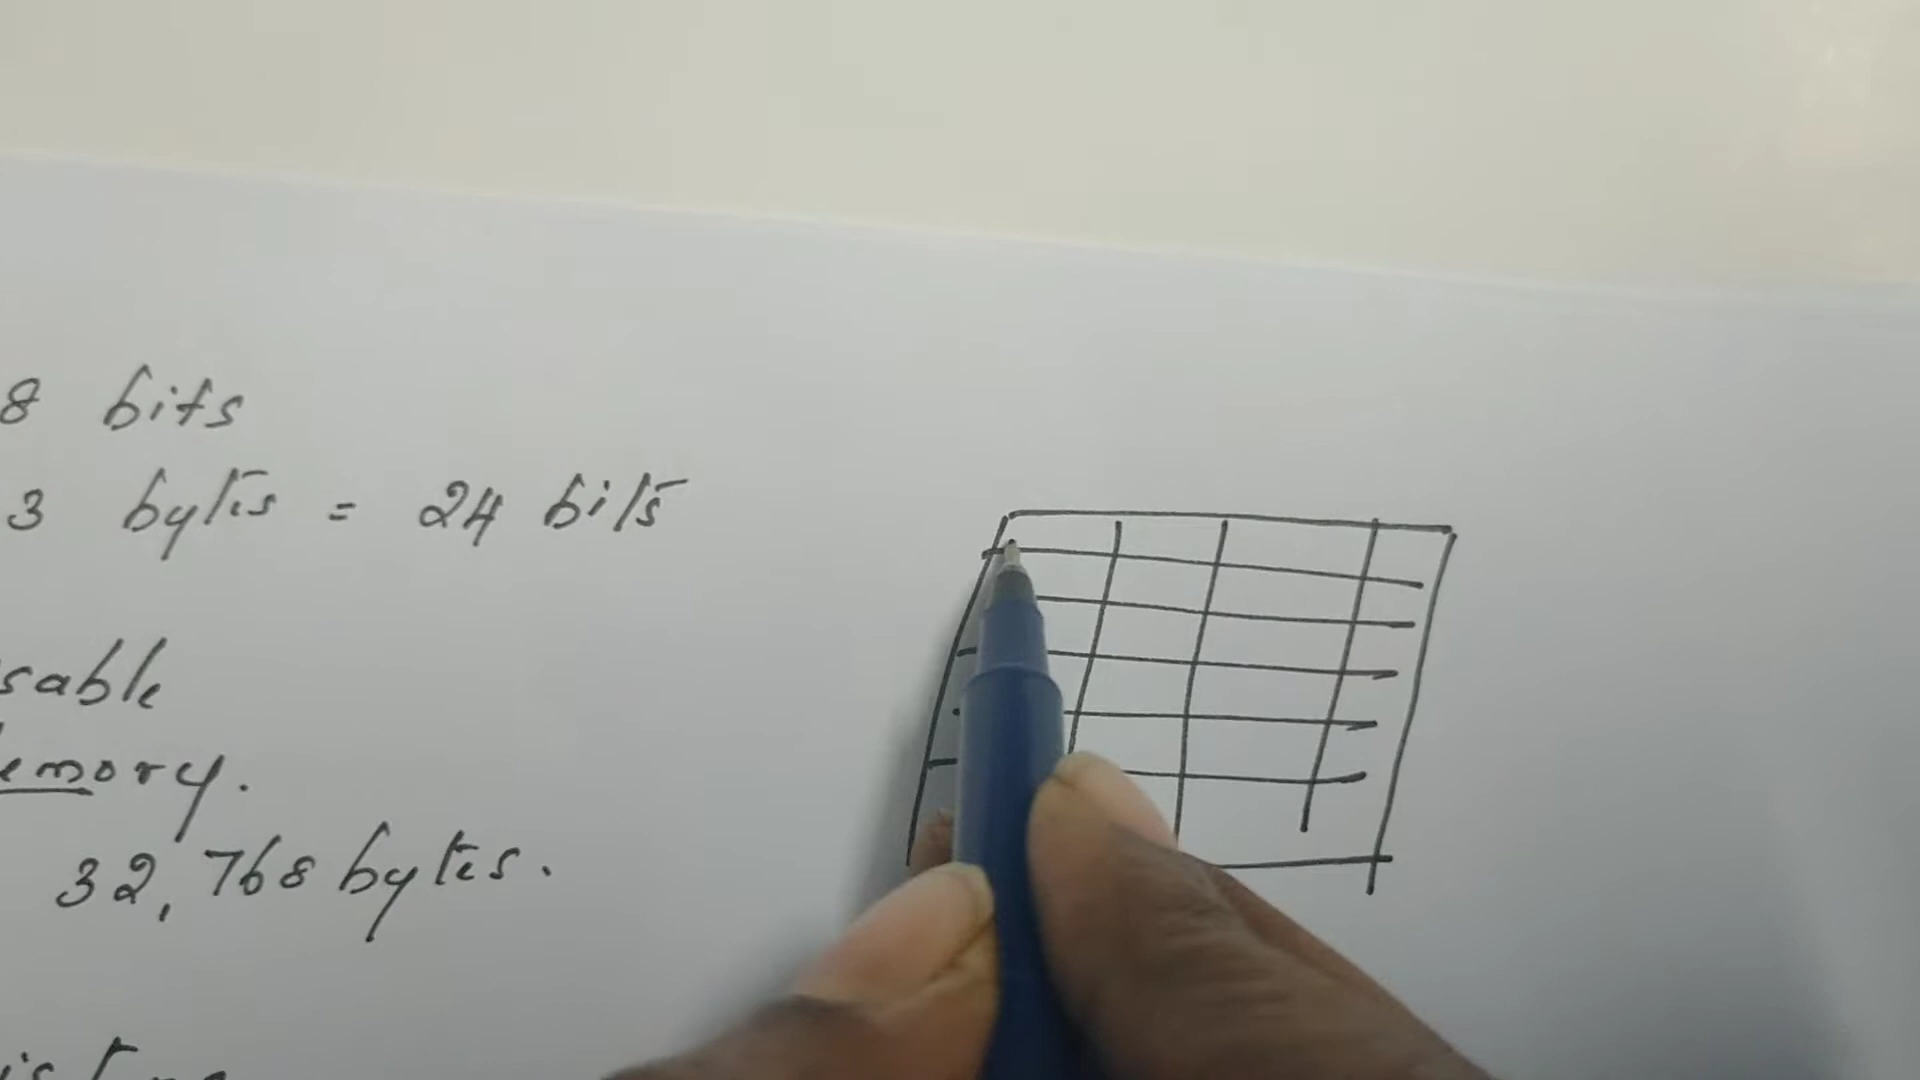 8 bits
3 bytes = 24 bits
sable
emory.
32,768 bytes.